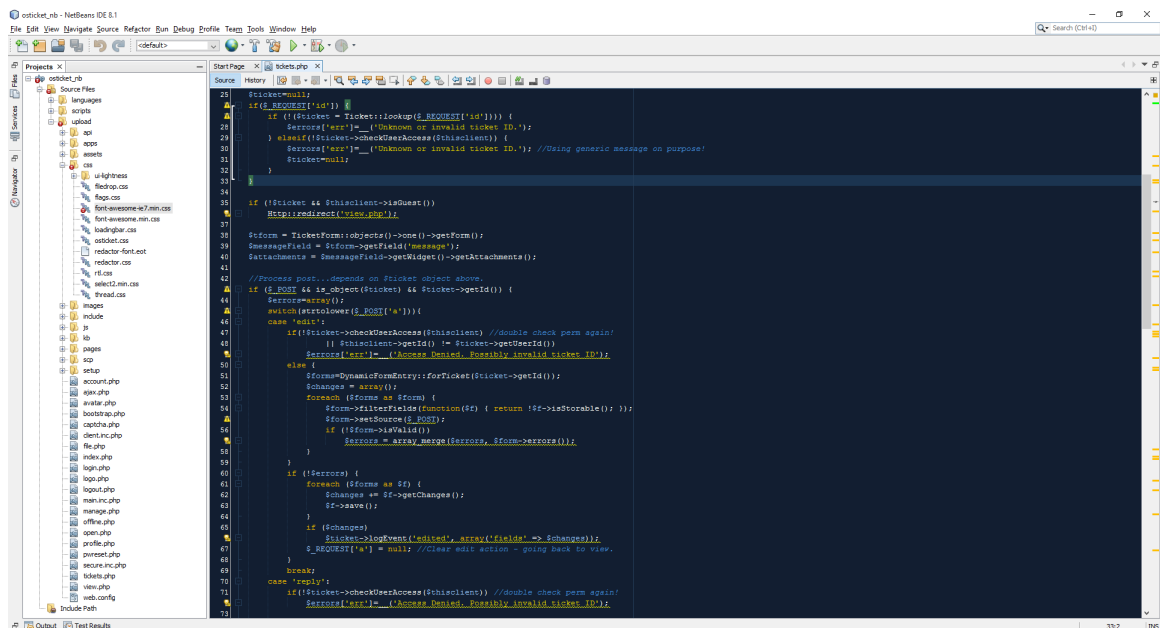 osticket_nb - NetBeans IDE 8.1
File Edit View Navigate Source Refactor Run Debug Profile Team Tools Window Help
Search (Ctrl+I)
<default>
Projects
Start Page
tickets.php
Source History
Files
Services
Navigator
osticket_nb
Source Files
languages
scripts
upload
api
apps
assets
css
ui-lightness
filedrop.css
flags.css
font-awesome-ie7.min.css
font-awesome.min.css
loadingbar.css
osticket.css
redactor-font.eot
redactor.css
rtl.css
select2.min.css
thread.css
images
include
js
kb
pages
scp
setup
account.php
ajax.php
avatar.php
bootstrap.php
captcha.php
client.inc.php
file.php
index.php
login.php
logo.php
logout.php
main.inc.php
manage.php
offline.php
open.php
profile.php
pwreset.php
secure.inc.php
tickets.php
view.php
web.config
Include Path
25 $ticket=null;
if($_REQUEST['id']) {
if (!($ticket = Ticket::lookup($_REQUEST['id']))) {
28 $errors['err']=__('Unknown or invalid ticket ID.');
29 } elseif(!$ticket->checkUserAccess($thisclient)) {
30 $errors['err']=__('Unknown or invalid ticket ID.'); //Using generic message on purpose!
31 $ticket=null;
32 }
33 }
34
35 if (!$ticket && $thisclient->isGuest())
Http::redirect('view.php');
37
38 $tform = TicketForm::objects()->one()->getForm();
39 $messageField = $tform->getField('message');
40 $attachments = $messageField->getWidget()->getAttachments();
41
42 //Process post...depends on $ticket object above.
if ($_POST && is_object($ticket) && $ticket->getId()) {
44 $errors=array();
switch(strtolower($_POST['a'])){
46 case 'edit':
47 if(!$ticket->checkUserAccess($thisclient) //double check perm again!
48 || $thisclient->getId() != $ticket->getUserId())
$errors['err']=__('Access Denied. Possibly invalid ticket ID');
50 else {
51 $forms=DynamicFormEntry::forTicket($ticket->getId());
52 $changes = array();
53 foreach ($forms as $form) {
54 $form->filterFields(function($f) { return !$f->isStorable(); });
$form->setSource($_POST);
56 if (!$form->isValid())
$errors = array_merge($errors, $form->errors());
58 }
59 }
60 if (!$errors) {
61 foreach ($forms as $f) {
62 $changes += $f->getChanges();
63 $f->save();
64 }
65 if ($changes)
$ticket->logEvent('edited', array('fields' => $changes));
67 $_REQUEST['a'] = null; //Clear edit action - going back to view.
68 }
69 break;
70 case 'reply':
71 if(!$ticket->checkUserAccess($thisclient)) //double check perm again!
$errors['err']=__('Access Denied. Possibly invalid ticket ID');
73
Output Test Results
33:2 INS